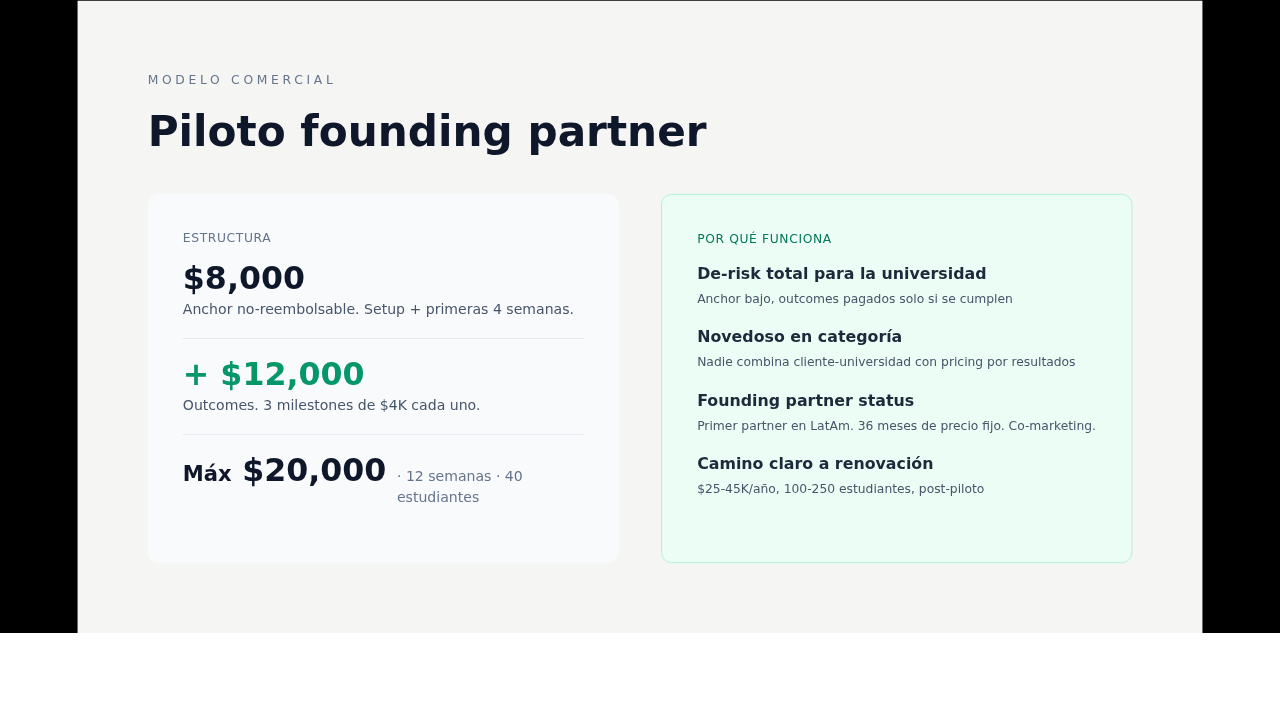 MODELO COMERCIAL
Piloto founding partner
ESTRUCTURA
$8,000
Anchor no-reembolsable. Setup + primeras 4 semanas.
+ $12,000
Outcomes. 3 milestones de $4K cada uno.
Máx $20,000 · 12 semanas · 40
estudiantes
POR QUÉ FUNCIONA
De-risk total para la universidad
Anchor bajo, outcomes pagados solo si se cumplen
Novedoso en categoría
Nadie combina cliente-universidad con pricing por resultados
Founding partner status
Primer partner en LatAm. 36 meses de precio fijo. Co-marketing.
Camino claro a renovación
$25-45K/año, 100-250 estudiantes, post-piloto